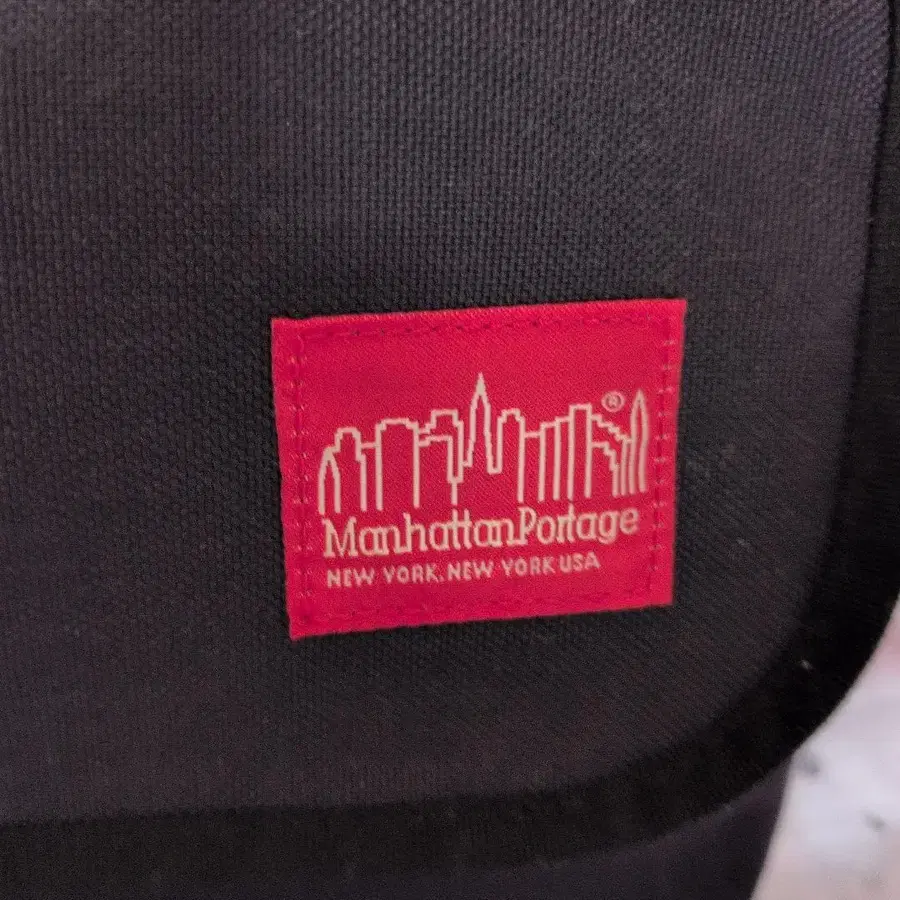 ®
ManhattanPortage
NEW YORK, NEW YORK USA